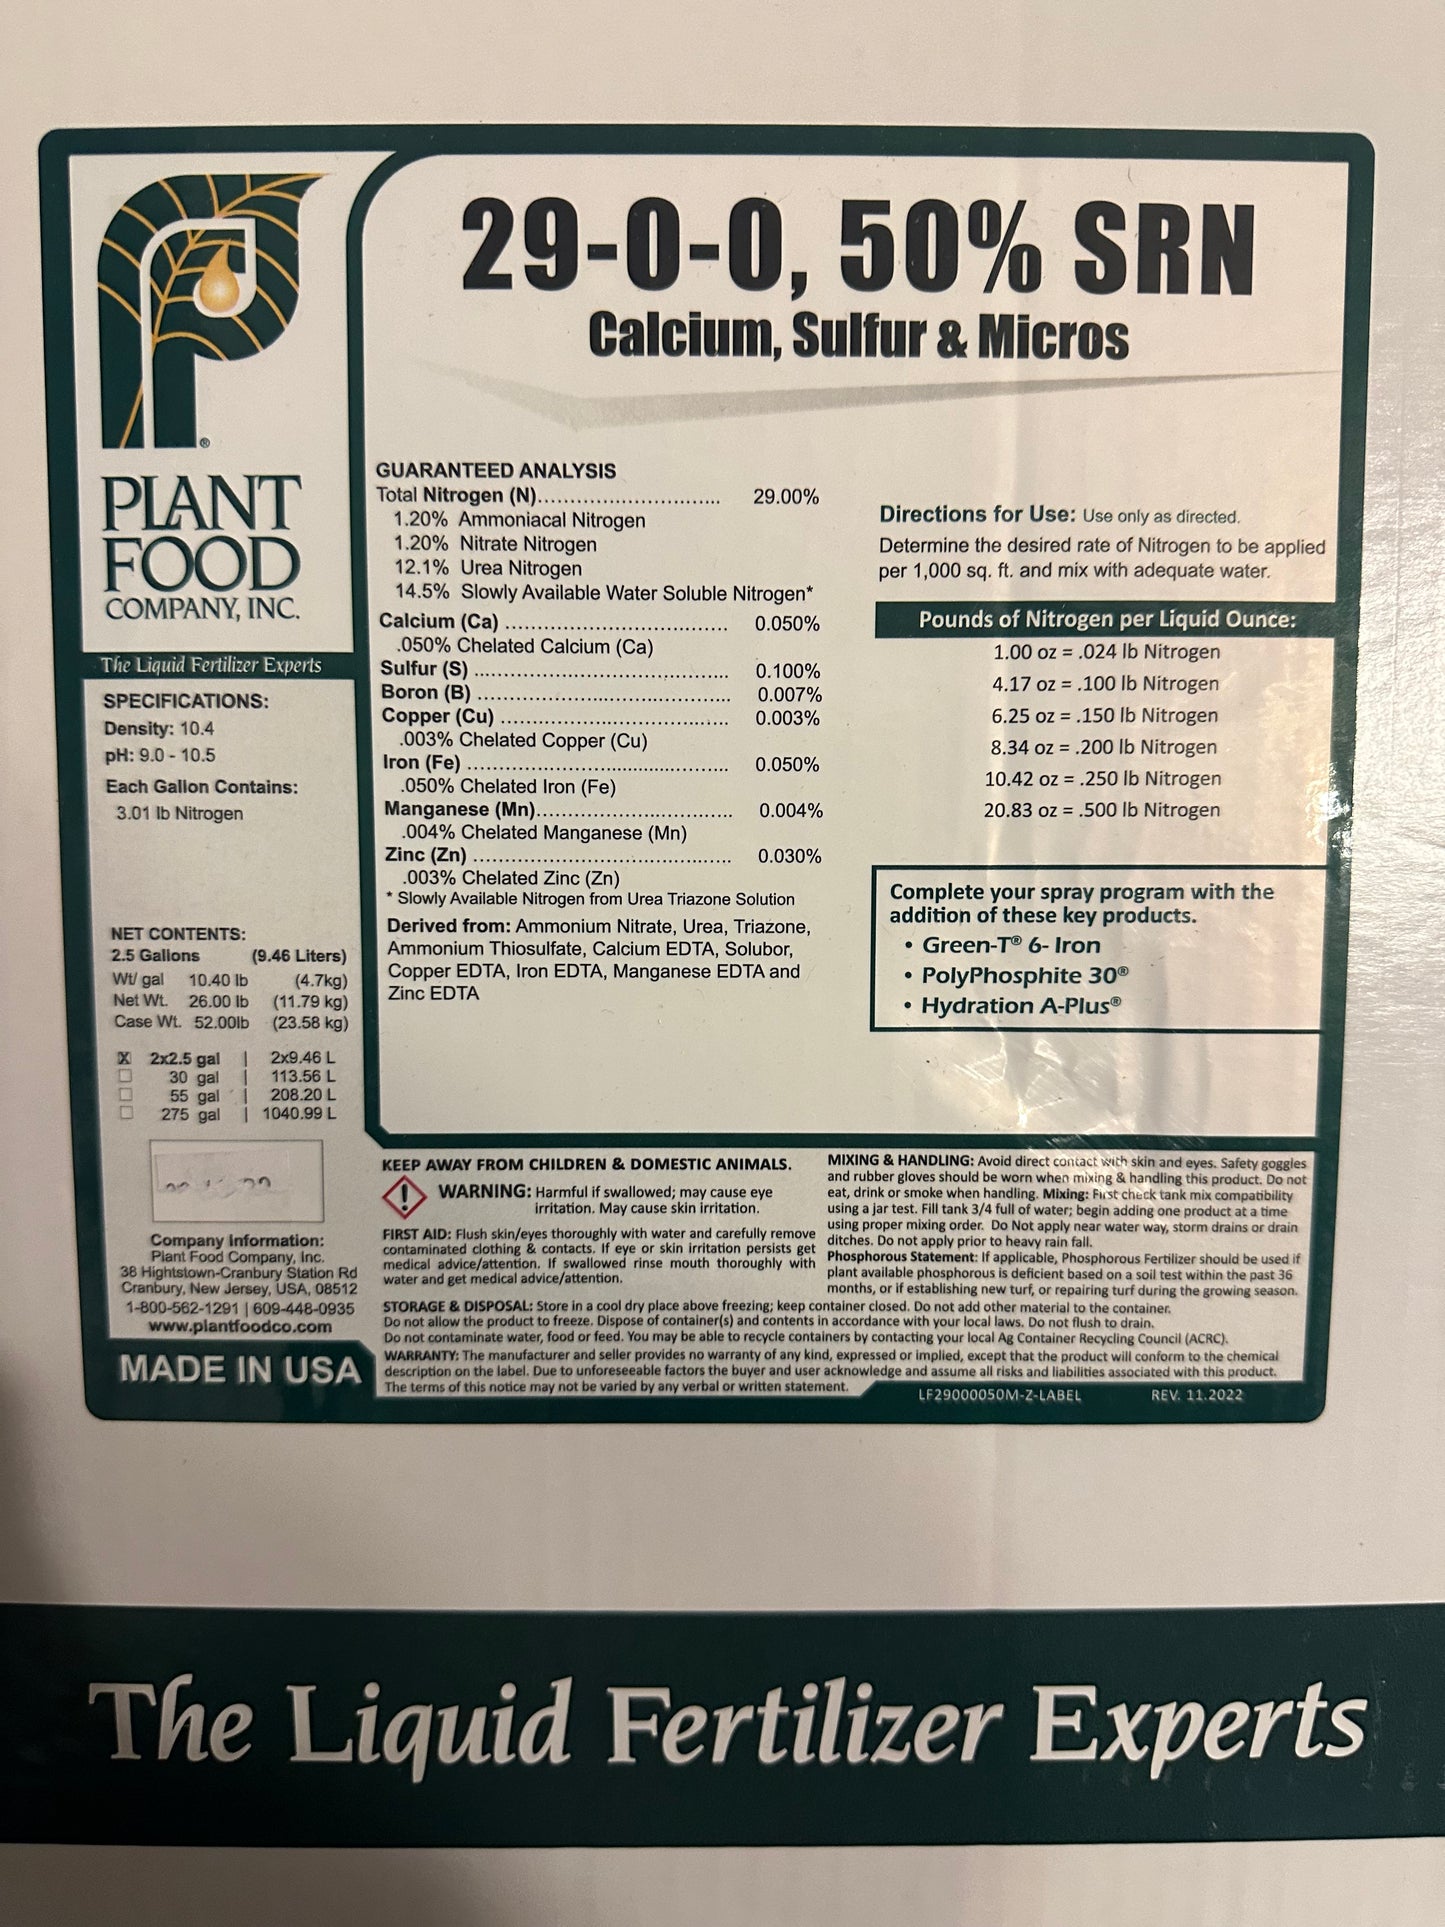 29-0-0, 50% SRN
Calcium, Sulfur & Micros
®
PLANT
FOOD
COMPANY, INC.
The Liquid Fertilizer Experts
SPECIFICATIONS:
Density: 10.4
pH: 9.0 - 10.5
Each Gallon Contains:
3.01 lb Nitrogen
NET CONTENTS:
2.5 Gallons (9.46 Liters)
Wt/ gal 10.40 lb (4.7kg)
Net Wt. 26.00 lb (11.79 kg)
Case Wt. 52.00lb (23.58 kg)
X 2x2.5 gal | 2x9.46 L
30 gal | 113.56 L
55 gal | 208.20 L
275 gal | 1040.99 L
Company Information:
Plant Food Company, Inc.
38 Hightstown-Cranbury Station Rd
Cranbury, New Jersey, USA, 08512
1-800-562-1291 | 609-448-0935
www.plantfoodco.com
MADE IN USA
GUARANTEED ANALYSIS
Total Nitrogen (N)............................. 29.00%
1.20% Ammoniacal Nitrogen
1.20% Nitrate Nitrogen
12.1% Urea Nitrogen
14.5% Slowly Available Water Soluble Nitrogen*
Calcium (Ca) ................................... 0.050%
.050% Chelated Calcium (Ca)
Sulfur (S) ........................................ 0.100%
Boron (B) ........................................ 0.007%
Copper (Cu) .................................... 0.003%
.003% Chelated Copper (Cu)
Iron (Fe) ......................................... 0.050%
.050% Chelated Iron (Fe)
Manganese (Mn)............................... 0.004%
.004% Chelated Manganese (Mn)
Zinc (Zn) ........................................ 0.030%
.003% Chelated Zinc (Zn)
* Slowly Available Nitrogen from Urea Triazone Solution
Derived from: Ammonium Nitrate, Urea, Triazone,
Ammonium Thiosulfate, Calcium EDTA, Solubor,
Copper EDTA, Iron EDTA, Manganese EDTA and
Zinc EDTA
Directions for Use: Use only as directed.
Determine the desired rate of Nitrogen to be applied
per 1,000 sq. ft. and mix with adequate water.
Pounds of Nitrogen per Liquid Ounce:
1.00 oz = .024 lb Nitrogen
4.17 oz = .100 lb Nitrogen
6.25 oz = .150 lb Nitrogen
8.34 oz = .200 lb Nitrogen
10.42 oz = .250 lb Nitrogen
20.83 oz = .500 lb Nitrogen
Complete your spray program with the
addition of these key products.
• Green-T® 6- Iron
• PolyPhosphite 30®
• Hydration A-Plus®
KEEP AWAY FROM CHILDREN & DOMESTIC ANIMALS.
WARNING: Harmful if swallowed; may cause eye
irritation. May cause skin irritation.
FIRST AID: Flush skin/eyes thoroughly with water and carefully remove
contaminated clothing & contacts. If eye or skin irritation persists get
medical advice/attention. If swallowed rinse mouth thoroughly with
water and get medical advice/attention.
MIXING & HANDLING: Avoid direct contact with skin and eyes. Safety goggles
and rubber gloves should be worn when mixing & handling this product. Do not
eat, drink or smoke when handling. Mixing: First check tank mix compatibility
using a jar test. Fill tank 3/4 full of water; begin adding one product at a time
using proper mixing order. Do Not apply near water way, storm drains or drain
ditches. Do not apply prior to heavy rain fall.
Phosphorous Statement: If applicable, Phosphorous Fertilizer should be used if
plant available phosphorous is deficient based on a soil test within the past 36
months, or if establishing new turf, or repairing turf during the growing season.
STORAGE & DISPOSAL: Store in a cool dry place above freezing; keep container closed. Do not add other material to the container.
Do not allow the product to freeze. Dispose of container(s) and contents in accordance with your local laws. Do not flush to drain.
Do not contaminate water, food or feed. You may be able to recycle containers by contacting your local Ag Container Recycling Council (ACRC).
WARRANTY: The manufacturer and seller provides no warranty of any kind, expressed or implied, except that the product will conform to the chemical
description on the label. Due to unforeseeable factors the buyer and user acknowledge and assume all risks and liabilities associated with this product.
The terms of this notice may not be varied by any verbal or written statement.
LF29000050M-Z-LABEL REV. 11.2022
The Liquid Fertilizer Experts